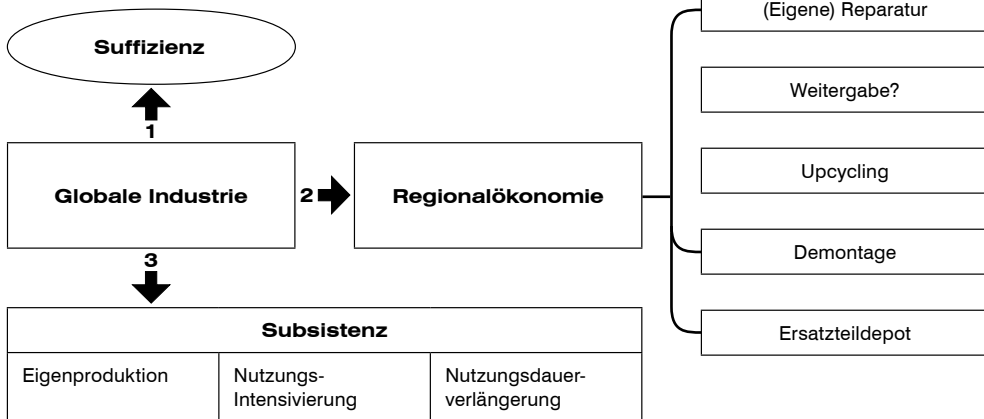 Suffizienz
1
Globale Industrie
2
Regionalökonomie
3
Subsistenz
Eigenproduktion
Nutzungs-
Intensivierung
Nutzungsdauer-
verlängerung
(Eigene) Reparatur
Weitergabe?
Upcycling
Demontage
Ersatzteildepot